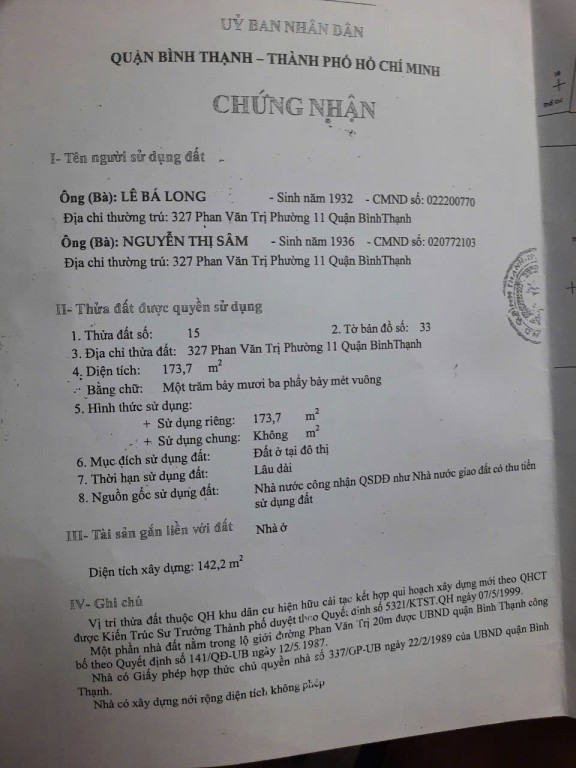 UỶ BAN NHÂN DÂN
QUẬN BÌNH THẠNH – THÀNH PHỐ HỒ CHÍ MINH
CHỨNG NHẬN
I- Tên người sử dụng đất
Ông (Bà): LÊ BÁ LONG - Sinh năm 1932 - CMND số: 022200770
Địa chỉ thường trú: 327 Phan Văn Trị Phường 11 Quận BìnhThạnh
Ông (Bà): NGUYỄN THỊ SÂM - Sinh năm 1936 - CMND số: 020772103
Địa chỉ thường trú: 327 Phan Văn Trị Phường 11 Quận BìnhThạnh
II- Thửa đất được quyền sử dụng
1. Thửa đất số: 15 2. Tờ bản đồ số: 33
3. Địa chỉ thửa đất: 327 Phan Văn Trị Phường 11 Quận BìnhThạnh
4. Diện tích: 173,7 m²
Bằng chữ: Một trăm bảy mươi ba phẩy bảy mét vuông
5. Hình thức sử dụng:
+ Sử dụng riêng: 173,7 m²
+ Sử dụng chung: Không m²
6. Mục đích sử dụng đất: Đất ở tại đô thị
7. Thời hạn sử dụng đất: Lâu dài
8. Nguồn gốc sử dụng đất: Nhà nước công nhận QSDĐ như Nhà nước giao đất có thu tiền
sử dụng đất
III- Tài sản gắn liền với đất Nhà ở
Diện tích xây dựng: 142,2 m²
IV- Ghi chú
Vị trí thửa đất thuộc QH khu dân cư hiện hữu cải tạo kết hợp qui hoạch xây dựng mới theo QHCT
được Kiến Trúc Sư Trưởng Thành phố duyệt theo Quyết định số 5321/KTST.QH ngày 07/5/1999.
Một phần nhà đất nằm trong lộ giới đường Phan Văn Trị 20m được UBND quận Bình Thạnh công
bố theo Quyết định số 141/QĐ-UB ngày 12/5/1987.
Nhà có Giấy phép hợp thức chủ quyền nhà số 337/GP-UB ngày 22/2/1989 của UBND quận Bình
Thạnh.
Nhà có xây dựng nới rộng diện tích không phép